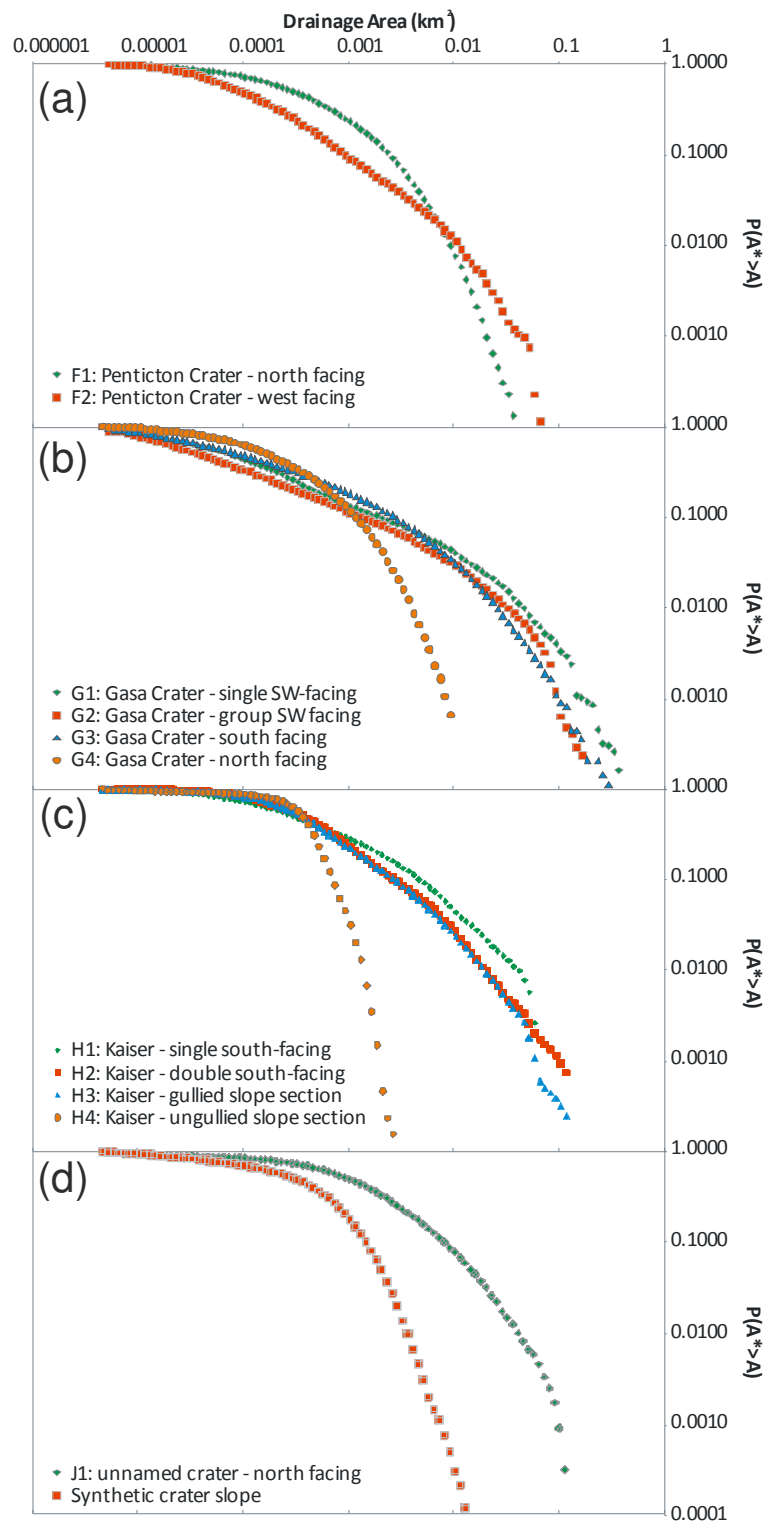 Drainage Area (km²)
0.000001 0.00001 0.0001 0.001 0.01 0.1 1
1.0000
(a)
0.1000
P(A*>A)
0.0100
0.0010
F1: Penticton Crater - north facing
F2: Penticton Crater - west facing
1.0000
(b)
0.1000
P(A*>A)
0.0100
G1: Gasa Crater - single SW-facing
G2: Gasa Crater - group SW facing
0.0010
G3: Gasa Crater - south facing
G4: Gasa Crater - north facing
1.0000
(c)
0.1000
P(A*>A)
0.0100
H1: Kaiser - single south-facing
0.0010
H2: Kaiser - double south-facing
H3: Kaiser - gullied slope section
H4: Kaiser - ungullied slope section
1.0000
(d)
0.1000
P(A*>A)
0.0100
0.0010
J1: unnamed crater - north facing
Synthetic crater slope
0.0001